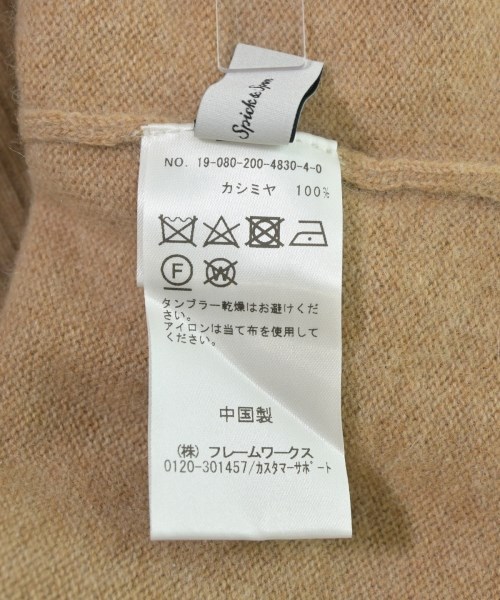 Spick & Span
NO. 19-080-200-4830-4-0
カシミヤ 100%
F W
タンブラー乾燥はお避けくだ
さい。
アイロンは当て布を使用して
ください。
中国製
(株) フレームワークス
0120-301457/カスタマーサポート